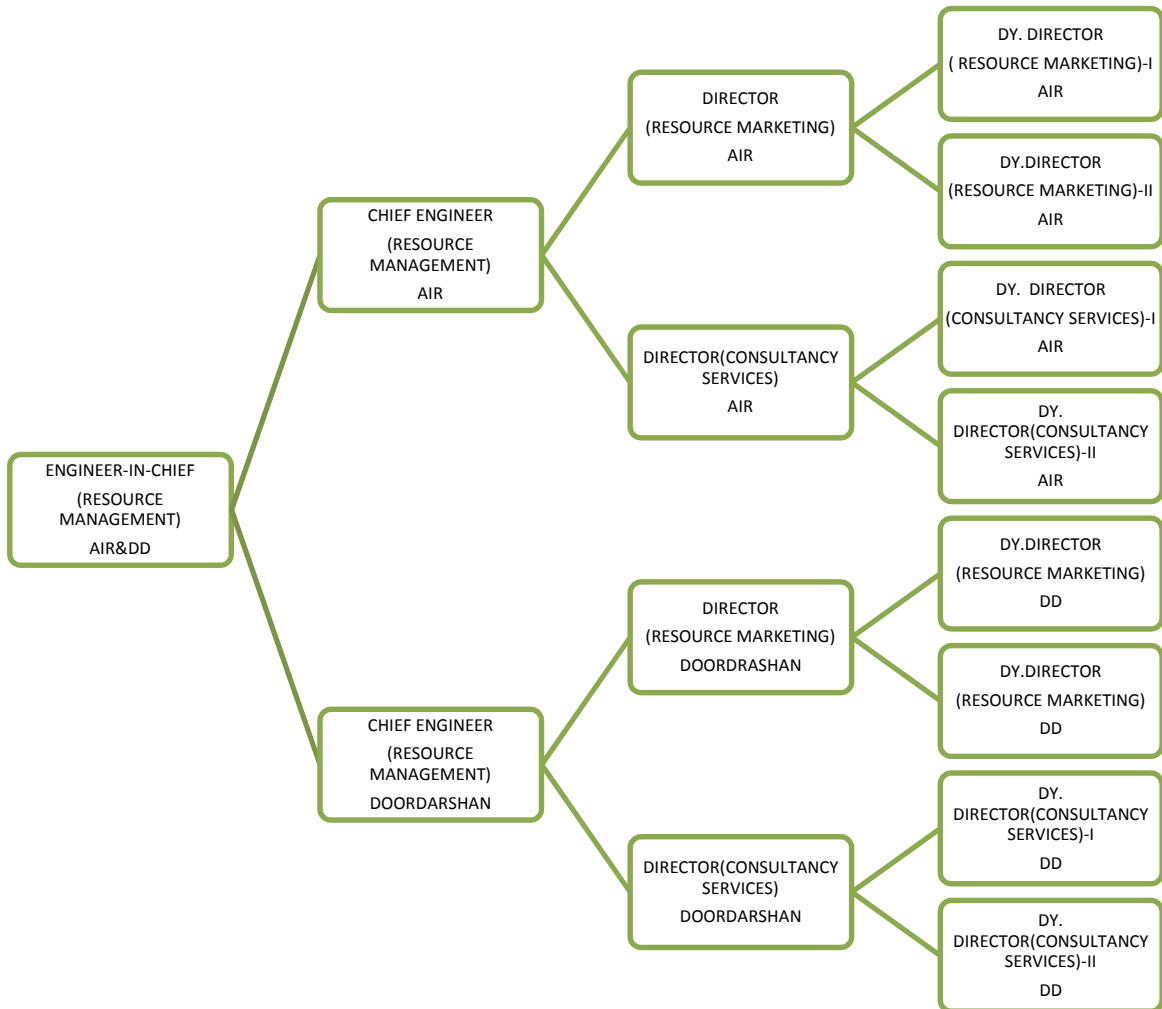 ENGINEER-IN-CHIEF
(RESOURCE
MANAGEMENT)
AIR&DD
CHIEF ENGINEER
(RESOURCE
MANAGEMENT)
AIR
DIRECTOR
(RESOURCE MARKETING)
AIR
DY. DIRECTOR
( RESOURCE MARKETING)-I
AIR
DY.DIRECTOR
(RESOURCE MARKETING)-II
AIR
DIRECTOR(CONSULTANCY
SERVICES)
AIR
DY. DIRECTOR
(CONSULTANCY SERVICES)-I
AIR
DY.
DIRECTOR(CONSULTANCY
SERVICES)-II
AIR
CHIEF ENGINEER
(RESOURCE
MANAGEMENT)
DOORDARSHAN
DIRECTOR
(RESOURCE MARKETING)
DOORDRASHAN
DY.DIRECTOR
(RESOURCE MARKETING)
DD
DY.DIRECTOR
(RESOURCE MARKETING)
DD
DIRECTOR(CONSULTANCY
SERVICES)
DOORDARSHAN
DY.
DIRECTOR(CONSULTANCY
SERVICES)-I
DD
DY.
DIRECTOR(CONSULTANCY
SERVICES)-II
DD